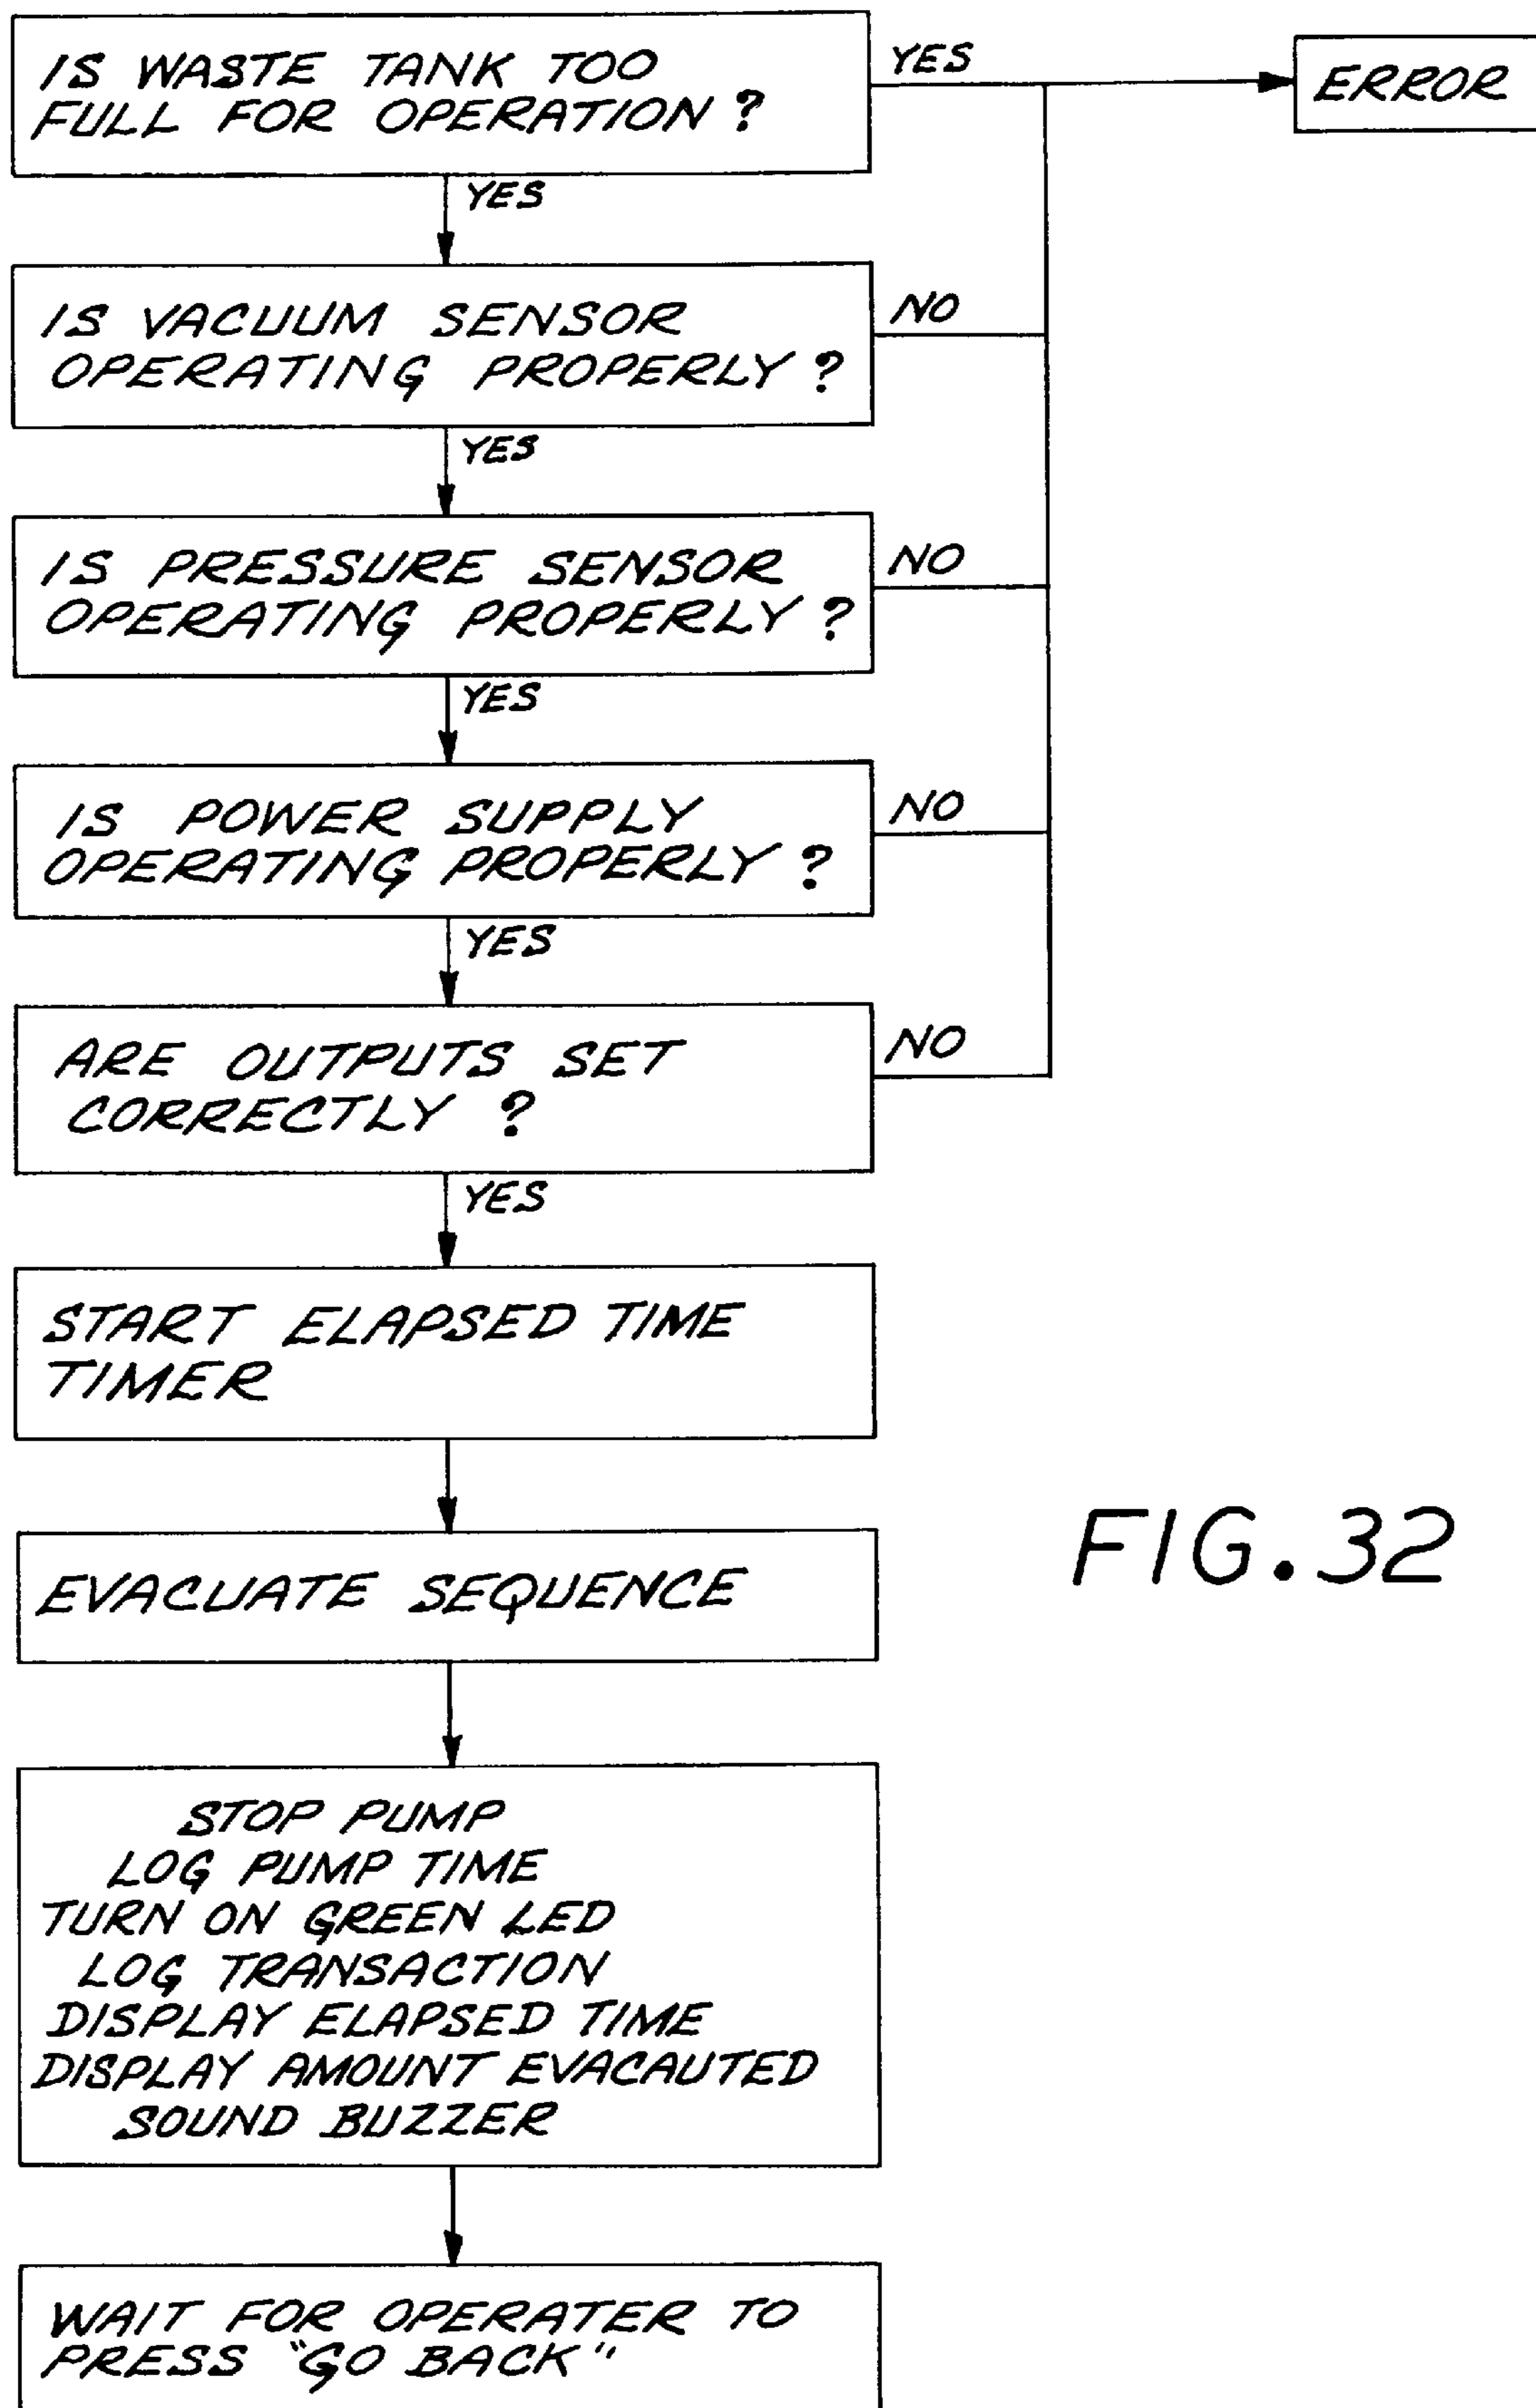 IS WASTE TANK TOO
FULL FOR OPERATION ?
YES
ERROR
YES
IS VACUUM SENSOR
OPERATING PROPERLY ?
NO
YES
IS PRESSURE SENSOR
OPERATING PROPERLY ?
NO
YES
IS POWER SUPPLY
OPERATING PROPERLY ?
NO
YES
ARE OUTPUTS SET
CORRECTLY ?
NO
YES
START ELAPSED TIME
TIMER
EVACUATE SEQUENCE
FIG. 32
STOP PUMP
LOG PUMP TIME
TURN ON GREEN LED
LOG TRANSACTION
DISPLAY ELAPSED TIME
DISPLAY AMOUNT EVACAUTED
SOUND BUZZER
WAIT FOR OPERATER TO
PRESS "GO BACK"